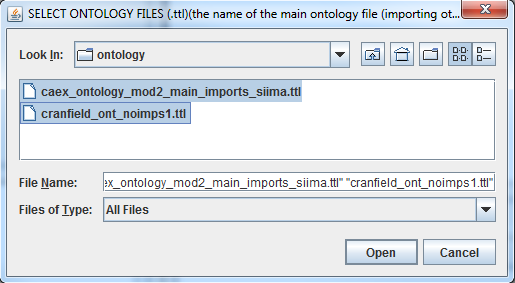 SELECT ONTOLOGY FILES (.ttl)(the name of the main ontology file (importing ot...
Look In: ontology
caex_ontology_mod2_main_imports_siima.ttl
cranfield_ont_noimps1.ttl
File Name: ex_ontology_mod2_main_imports_siima.ttl" "cranfield_ont_noimps1.ttl"
Files of Type: All Files
Open Cancel